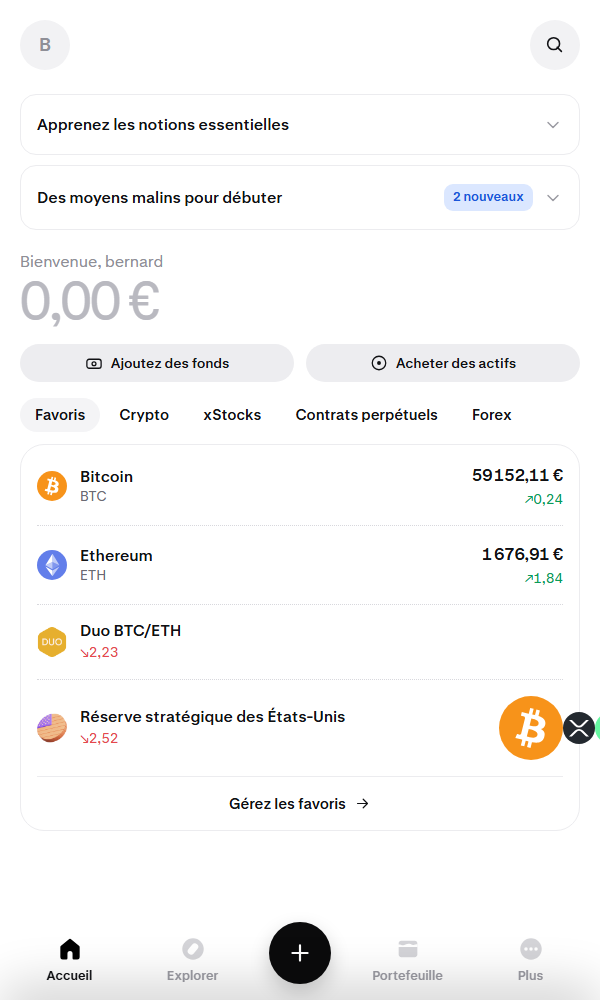 B
Apprenez les notions essentielles
Des moyens malins pour débuter
2 nouveaux
Bienvenue, bernard
0,00 €
Ajoutez des fonds
Acheter des actifs
Favoris Crypto xStocks Contrats perpétuels Forex
Bitcoin
59 152,11 €
BTC
↗0,24
Ethereum
1 676,91 €
ETH
↗1,84
DUO
Duo BTC/ETH
↘2,23
Réserve stratégique des États-Unis
↘2,52
Gérez les favoris →
Accueil Explorer Portefeuille Plus